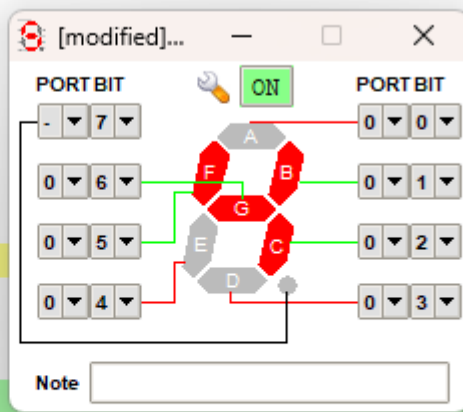 [modified]...
PORT BIT ON PORT BIT
- 7 A 0 0
0 6 F B 0 1
G
0 5 E C 0 2
0 4 D 0 3
Note